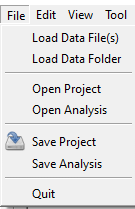 File Edit View Tool
Load Data File(s)
Load Data Folder
Open Project
Open Analysis
Save Project
Save Analysis
Quit